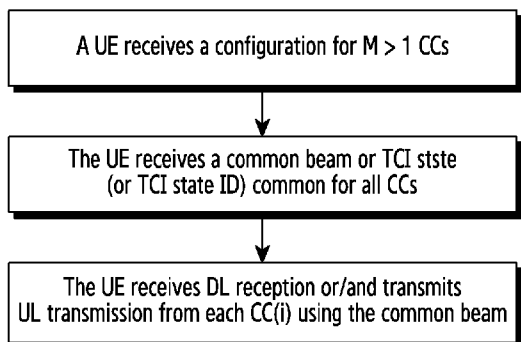 A UE receives a configuration for M > 1 CCs
The UE receives a common beam or TCI stste
(or TCI state ID) common for all CCs
The UE receives DL reception or/and transmits
UL transmission from each CC(i) using the common beam